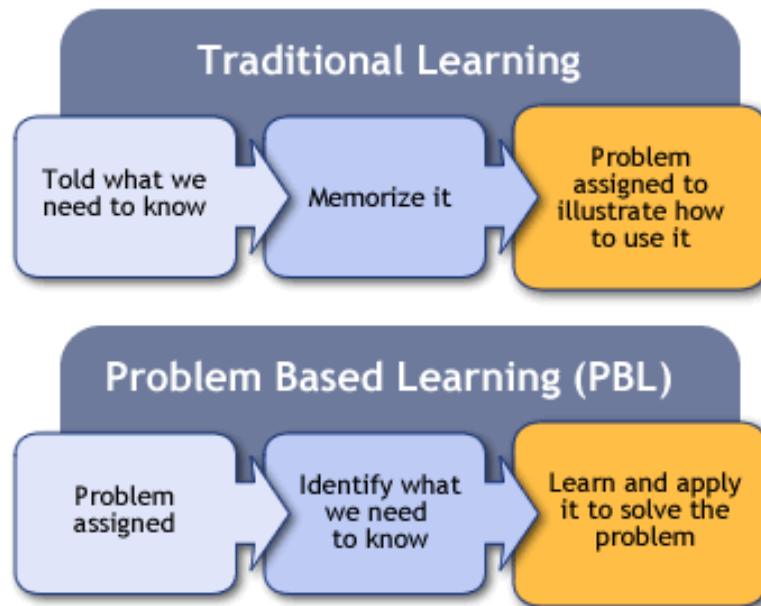 Traditional Learning
Told what we
need to know
Memorize it
Problem
assigned to
illustrate how
to use it
Problem Based Learning (PBL)
Problem
assigned
Identify what
we need
to know
Learn and apply
it to solve the
problem